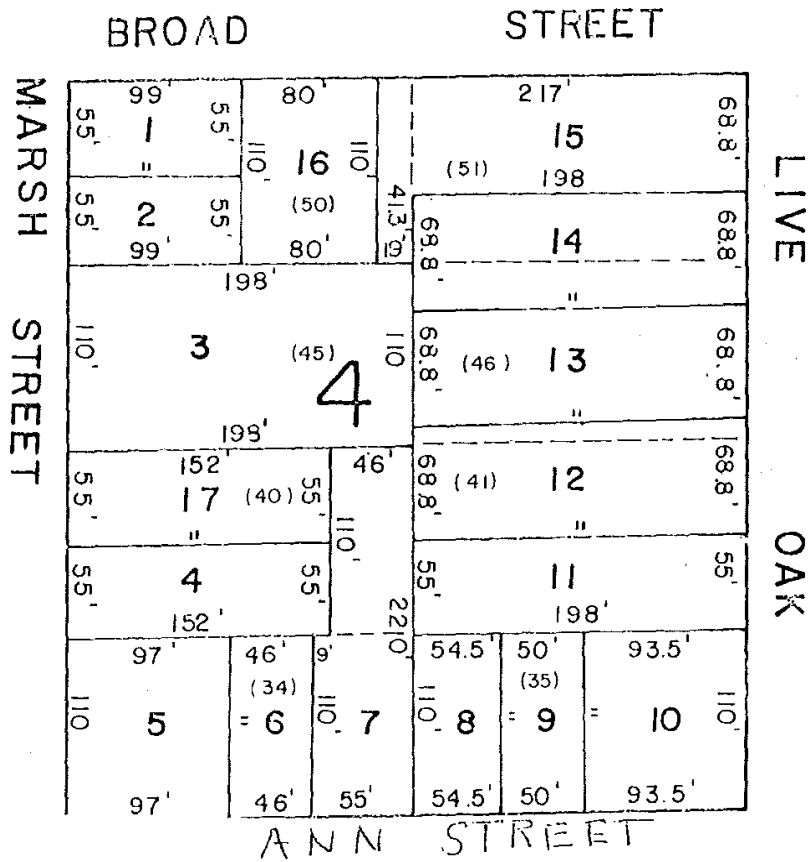 BROAD STREET
MARSH STREET
LIVE OAK
ANN STREET
99' 80' 217'
55' 1 55' 110' 16 110' 15 68.8'
"
(51) 198
55' 2 55' (50) 41.3'
99' 80' 19' 68.8' 14 68.8'
198' "
110' 3 (45) 110 68.8' (46) 13 68.8'
4
198' "
152' 46'
55' 17 (40) 55' 68.8' (41) 12 68.8'
" 110' "
55' 4 55' 55' 11 55'
152' 220' 198'
97' 46' 9' 54.5' 50' 93.5'
(34) (35)
110 5 = 6 110' 7 110' 8 = 9 = 10 110'
97' 46' 55' 54.5' 50' 93.5'